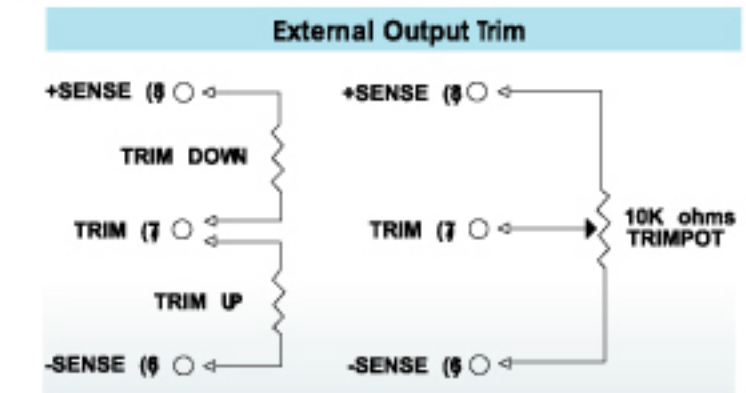 External Output Trim
+SENSE (8)
TRIM DOWN
TRIM (7)
TRIM UP
-SENSE (6)
+SENSE (8)
TRIM (7)
10K ohms
TRIMPOT
-SENSE (6)